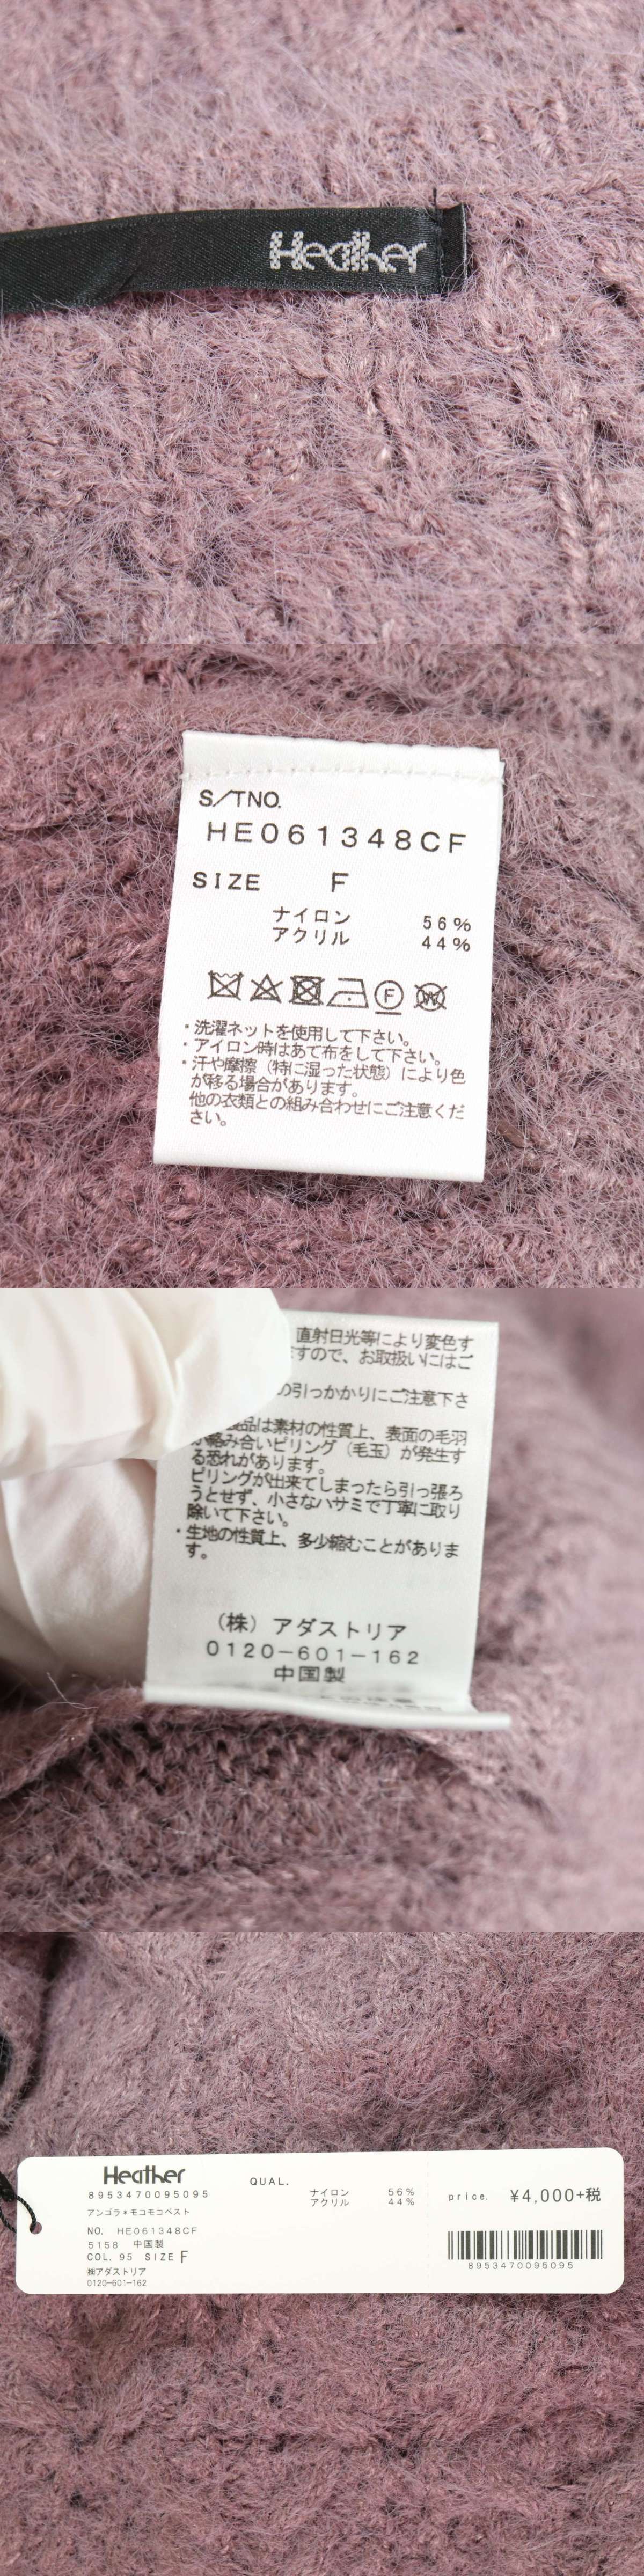 Heather
S/TNO.
HE061348CF
SIZE F
ナイロン 56%
アクリル 44%
F
W
・洗濯ネットを使用して下さい。
・アイロン時はあて布をして下さい。
・汗や摩擦（特に湿った状態）により色
が移る場合があります。
他の衣類との組み合わせにご注意くだ
さい。
直射日光等により変色す
すので、お取扱いにはご
の引っかかりにご注意下さ
品は素材の性質上、表面の毛羽
が絡み合いピリング（毛玉）が発生す
る恐れがあります。
ピリングが出来てしまったら引っ張ろ
うとせず、小さなハサミで丁寧に取り
除いて下さい。
・生地の性質上、多少縮むことがありま
す。
（株）アダストリア
0120-601-162
中国製
Heather
8953470095095
アンゴラ*モコモコベスト
NO. HE061348CF
5158 中国製
COL. 95 SIZE F
㈱アダストリア
0120-601-162
QUAL.
ナイロン 56%
アクリル 44%
price. ¥4,000+税
8953470095095